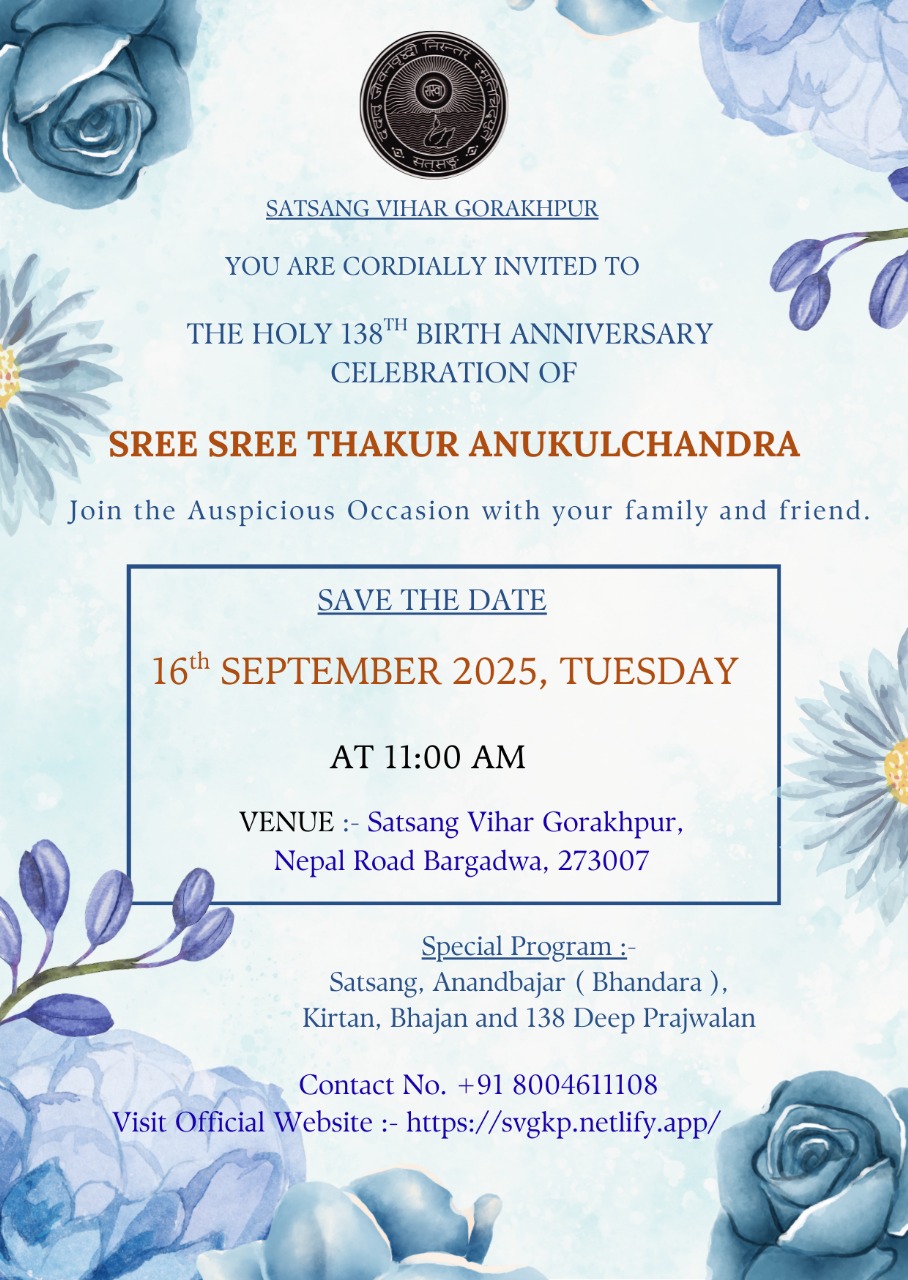 सत्सङ्ग
SATSANG VIHAR GORAKHPUR
YOU ARE CORDIALLY INVITED TO
THE HOLY 138TH BIRTH ANNIVERSARY
CELEBRATION OF
SREE SREE THAKUR ANUKULCHANDRA
Join the Auspicious Occasion with your family and friend.
SAVE THE DATE
16th SEPTEMBER 2025, TUESDAY
AT 11:00 AM
VENUE :- Satsang Vihar Gorakhpur,
Nepal Road Bargadwa, 273007
Special Program :-
Satsang, Anandbajar ( Bhandara ),
Kirtan, Bhajan and 138 Deep Prajwalan
Contact No. +91 8004611108
Visit Official Website :- https://svgkp.netlify.app/